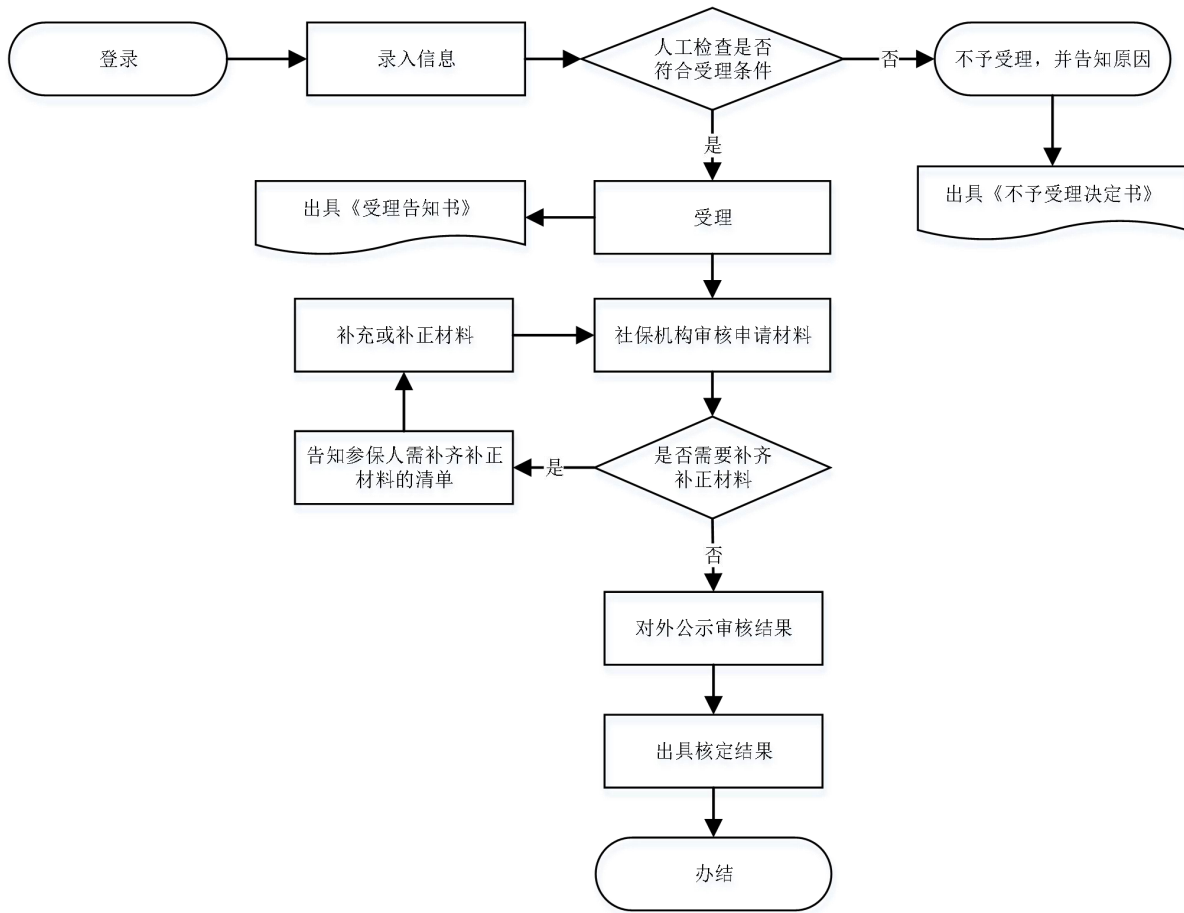 登录
录入信息
人工检查是否
符合受理条件
否
不予受理，并告知原因
是
出具《不予受理决定书》
出具《受理告知书》
受理
补充或补正材料
社保机构审核申请材料
告知参保人需补齐补正
材料的清单
是
是否需要补齐
补正材料
否
对外公示审核结果
出具核定结果
办结